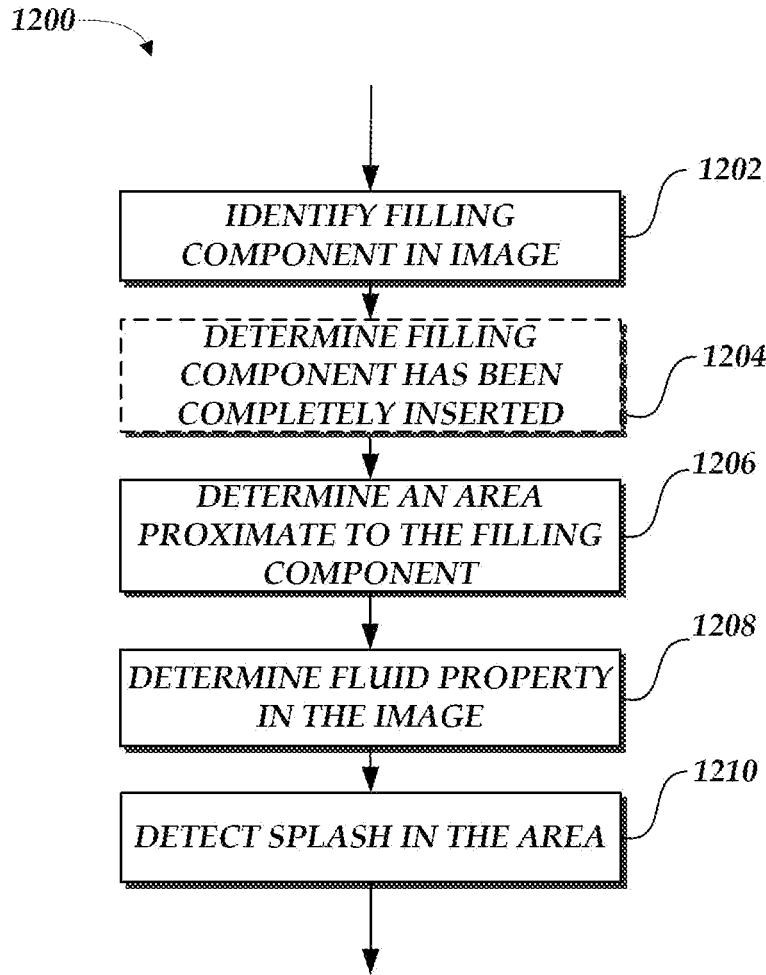 1200
1202
IDENTIFY FILLING
COMPONENT IN IMAGE
DETERMINE FILLING
COMPONENT HAS BEEN
COMPLETELY INSERTED
1204
1206
DETERMINE AN AREA
PROXIMATE TO THE FILLING
COMPONENT
1208
DETERMINE FLUID PROPERTY
IN THE IMAGE
1210
DETECT SPLASH IN THE AREA